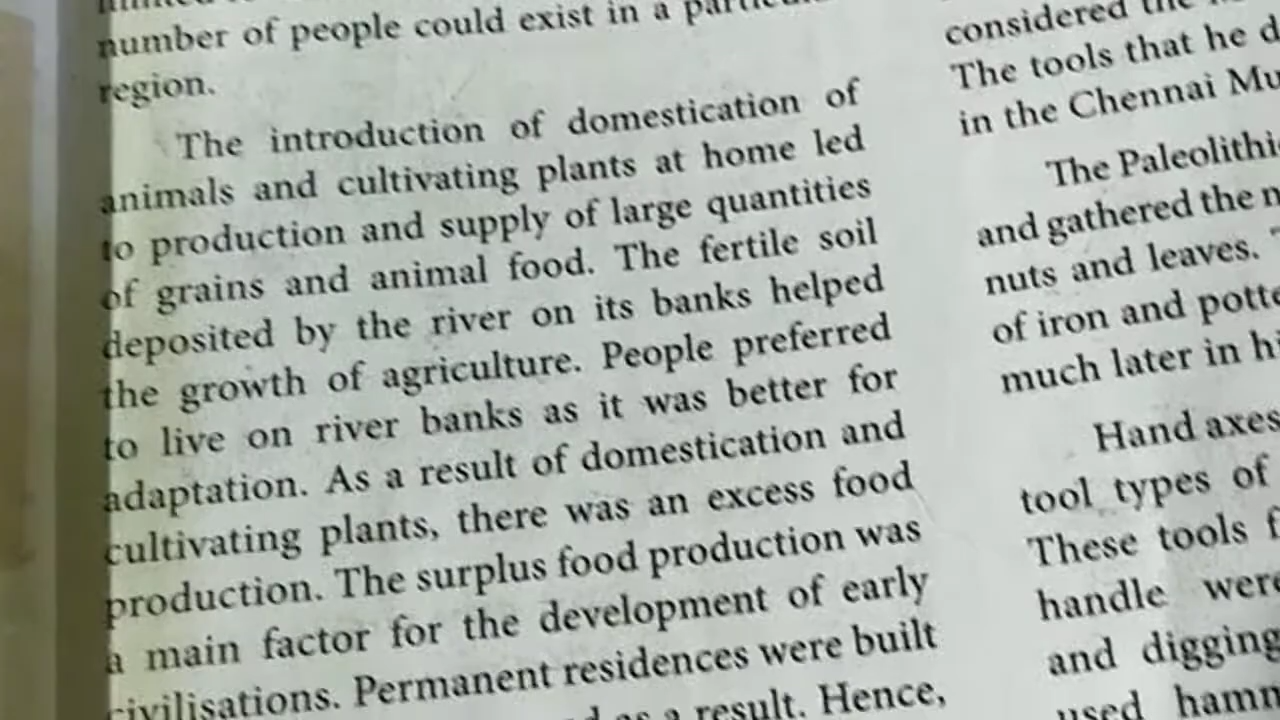 number of people could exist in a
region.
The introduction of domestication of
animals and cultivating plants at home led
to production and supply of large quantities
of grains and animal food. The fertile soil
deposited by the river on its banks helped
the growth of agriculture. People preferred
to live on river banks as it was better for
adaptation. As a result of domestication and
cultivating plants, there was an excess food
production. The surplus food production was
a main factor for the development of early
civilisations. Permanent residences were built
as a result. Hence,
considered the
The tools that he
in the Chennai
The
and gathered the
nuts and leaves.
of iron and
much later in
Hand axes
tool types of
These tools
handle
and digging
used